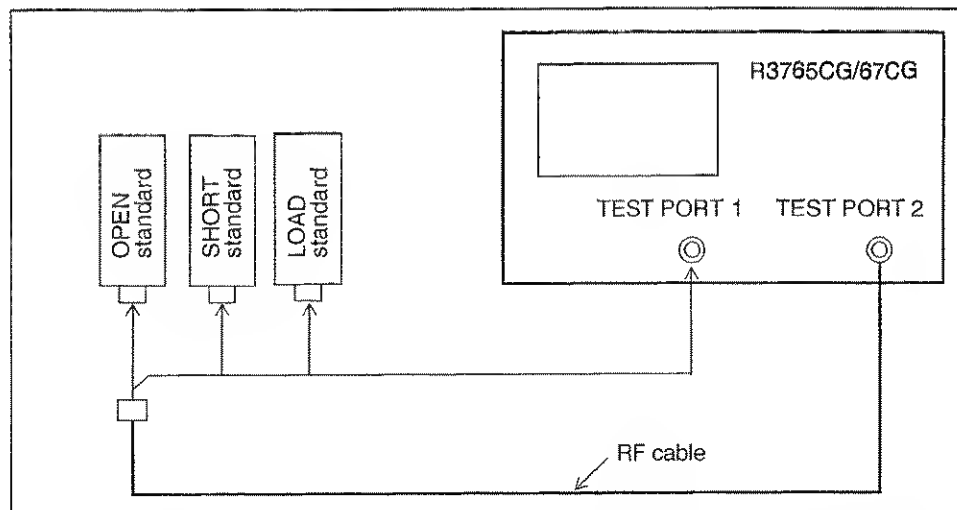 R3765CG/67CG
OPEN
standard
SHORT
standard
LOAD
standard
TEST PORT 1
TEST PORT 2
RF cable